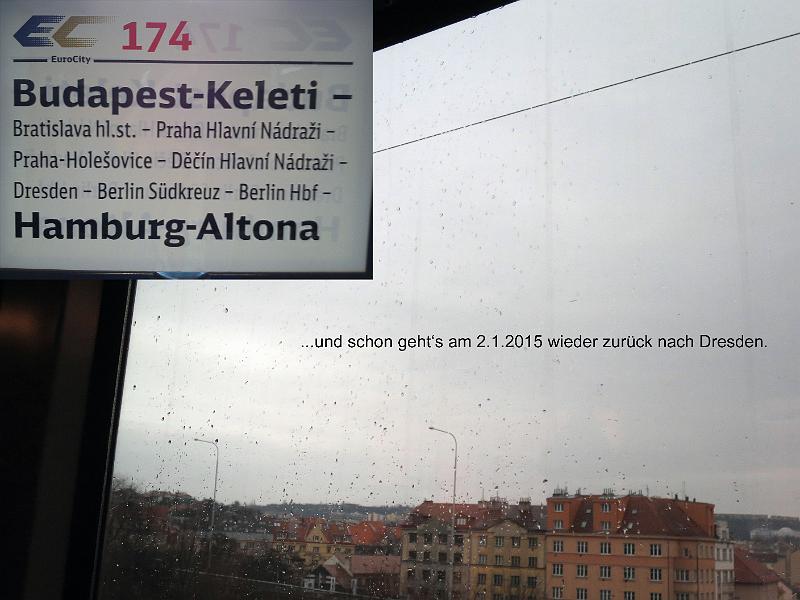 EC 174
EuroCity
Budapest-Keleti –
Bratislava hl.st. – Praha Hlavní Nádraži –
Praha-Holešovice – Děčín Hlavní Nádraži –
Dresden – Berlin Südkreuz – Berlin Hbf –
Hamburg-Altona
...und schon geht's am 2.1.2015 wieder zurück nach Dresden.